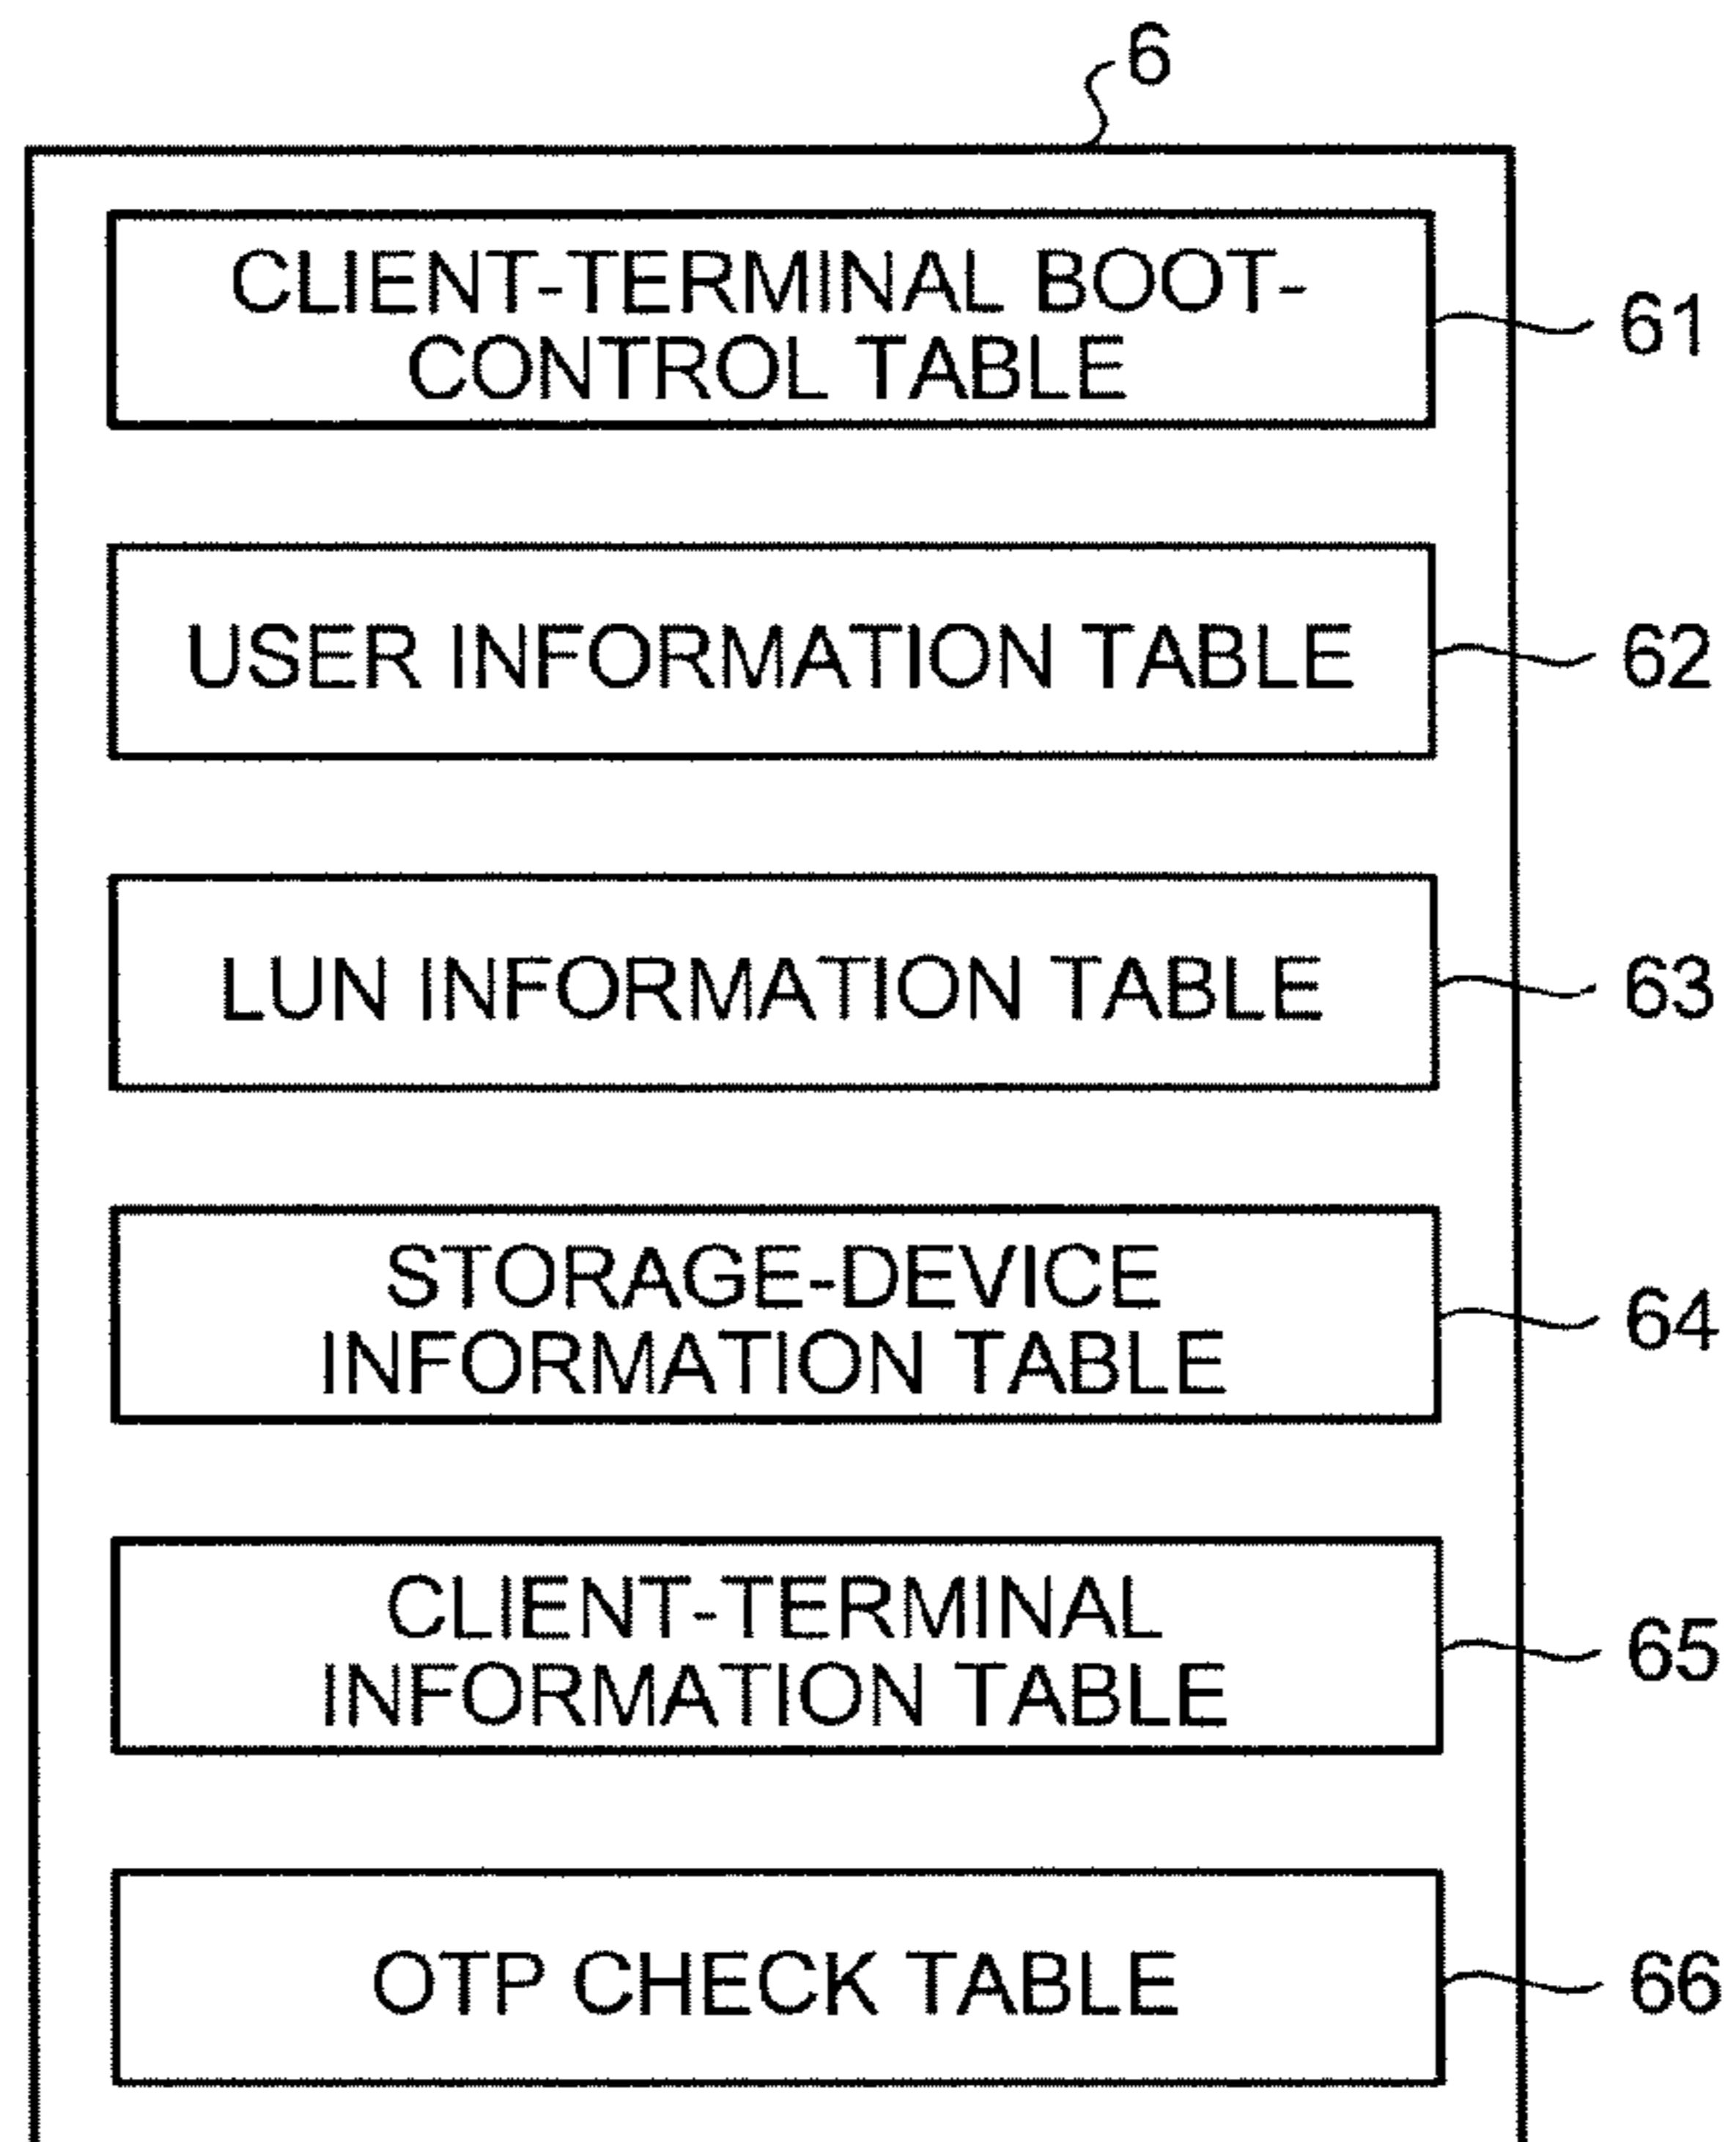 6
CLIENT-TERMINAL BOOT-
CONTROL TABLE
61
USER INFORMATION TABLE
62
LUN INFORMATION TABLE
63
STORAGE-DEVICE
INFORMATION TABLE
64
CLIENT-TERMINAL
INFORMATION TABLE
65
OTP CHECK TABLE
66